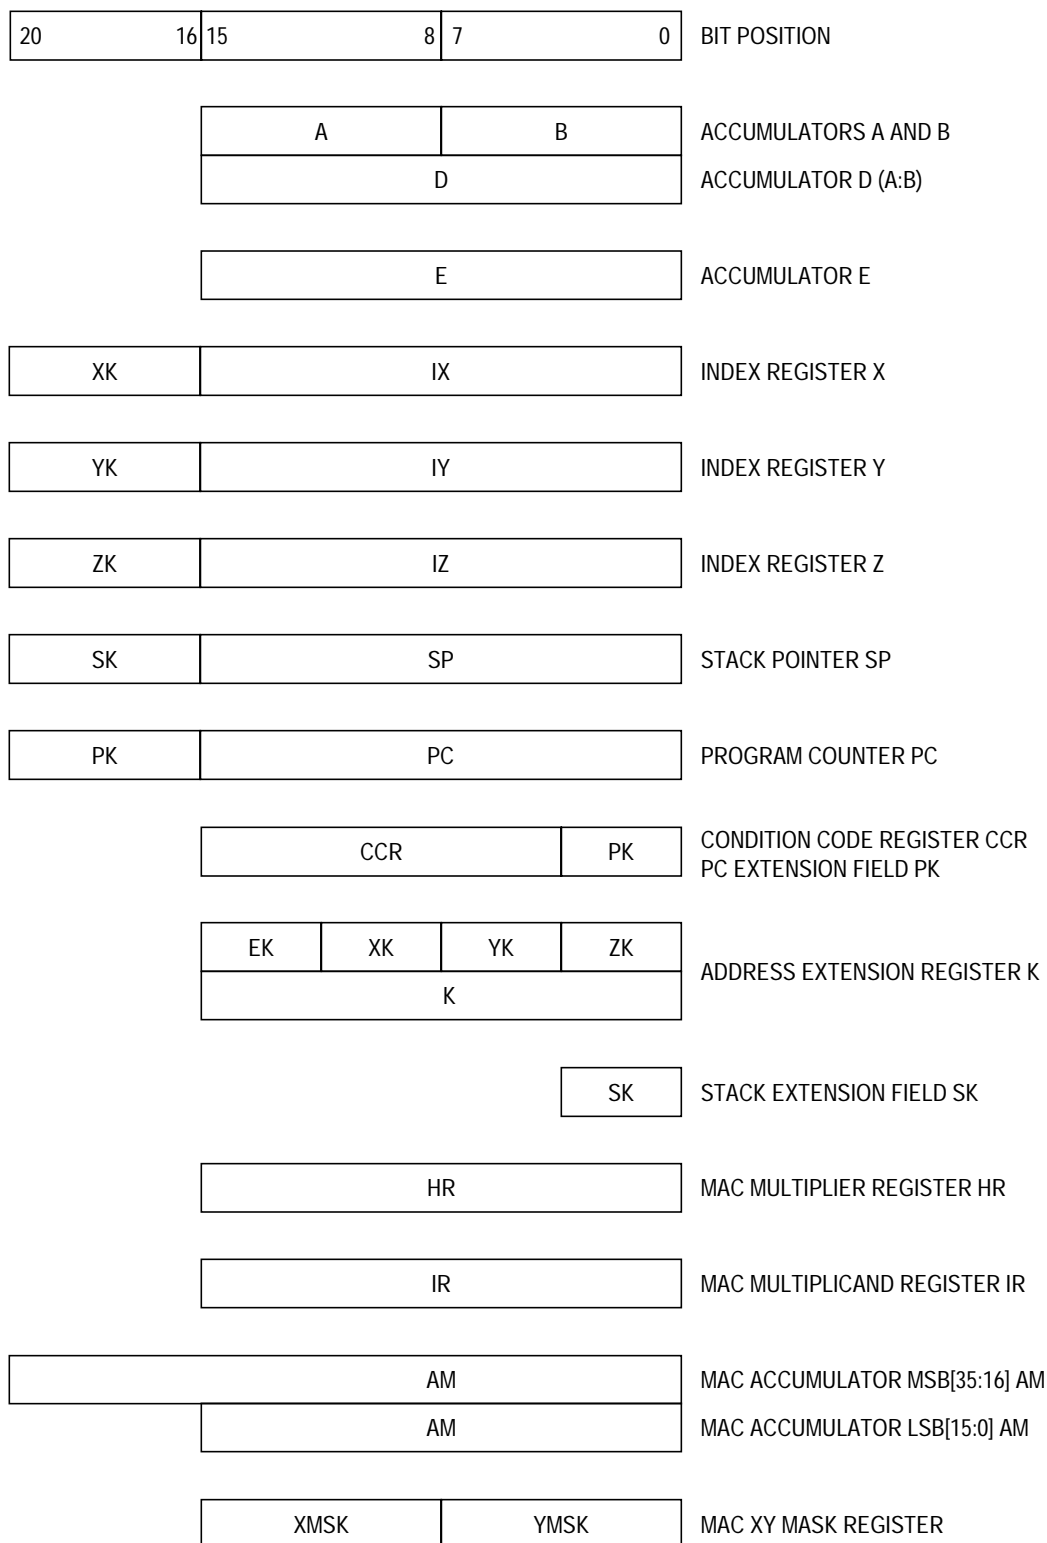 20 16 15 8 7 0 BIT POSITION
A B ACCUMULATORS A AND B
D ACCUMULATOR D (A:B)
E ACCUMULATOR E
XK IX INDEX REGISTER X
YK IY INDEX REGISTER Y
ZK IZ INDEX REGISTER Z
SK SP STACK POINTER SP
PK PC PROGRAM COUNTER PC
CCR PK CONDITION CODE REGISTER CCR
PC EXTENSION FIELD PK
EK XK YK ZK
ADDRESS EXTENSION REGISTER K
K
SK STACK EXTENSION FIELD SK
HR MAC MULTIPLIER REGISTER HR
IR MAC MULTIPLICAND REGISTER IR
AM MAC ACCUMULATOR MSB[35:16] AM
AM MAC ACCUMULATOR LSB[15:0] AM
XMSK YMSK MAC XY MASK REGISTER